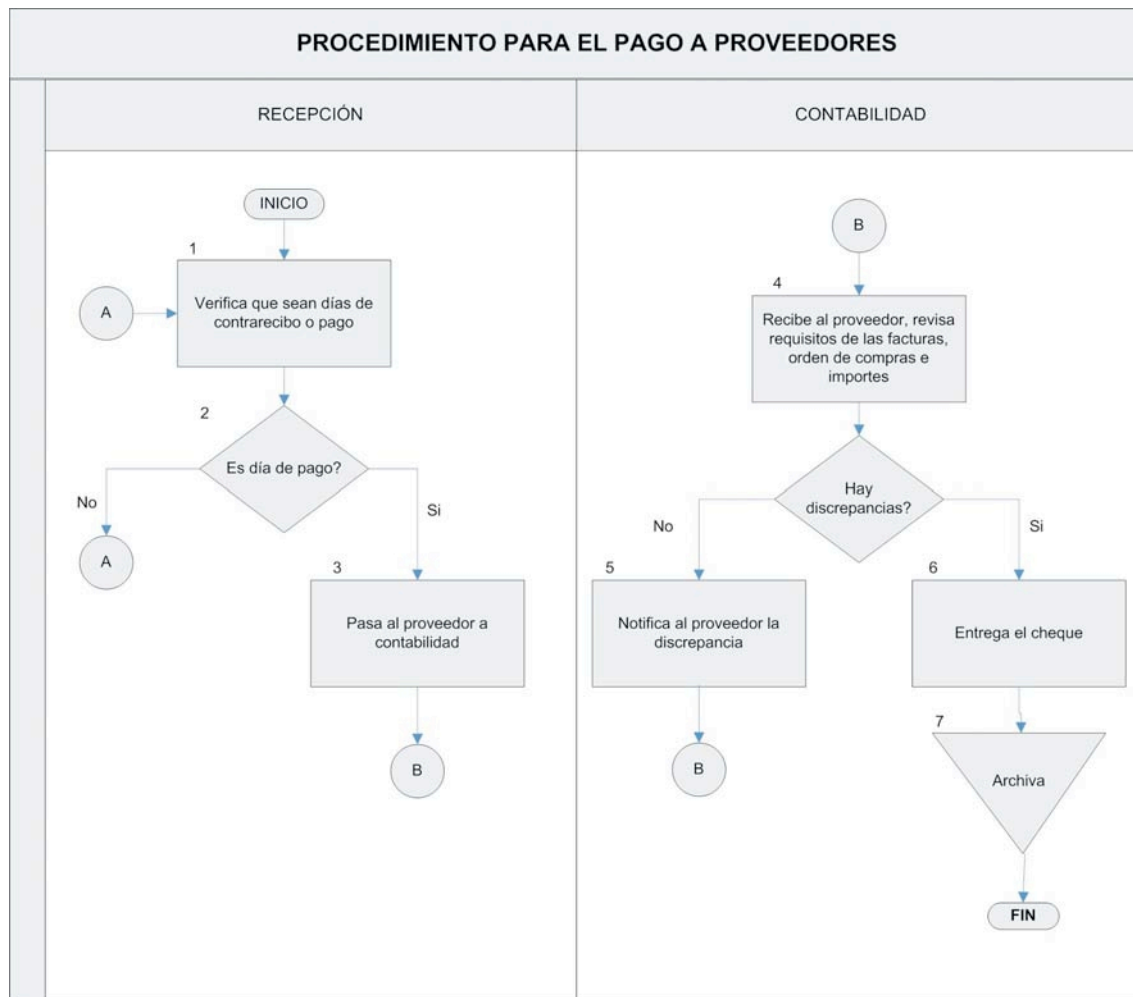 PROCEDIMIENTO PARA EL PAGO A PROVEEDORES
RECEPCIÓN
INICIO
1
A
Verifica que sean días de
contrarecibo o pago
2
Es día de pago?
No
Si
A
3
Pasa al proveedor a
contabilidad
B
CONTABILIDAD
B
4
Recibe al proveedor, revisa
requisitos de las facturas,
orden de compras e
importes
Hay
discrepancias?
No
Si
5
Notifica al proveedor la
discrepancia
B
6
Entrega el cheque
7
Archiva
FIN